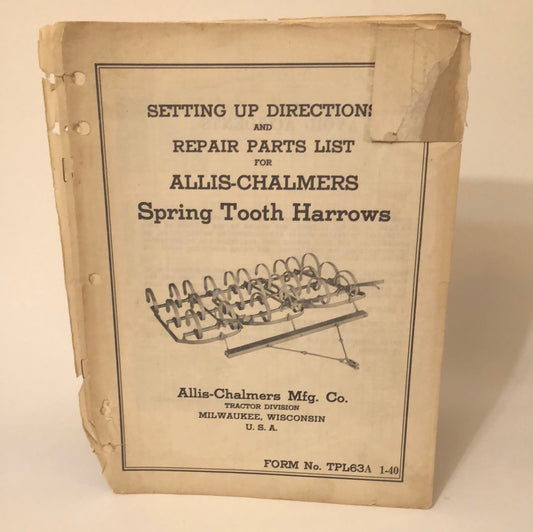 SETTING UP DIRECTIONS
AND
REPAIR PARTS LIST
FOR
ALLIS-CHALMERS
Spring Tooth Harrows
Allis-Chalmers Mfg. Co.
TRACTOR DIVISION
MILWAUKEE, WISCONSIN
U. S. A.
FORM No. TPL63A 1-40